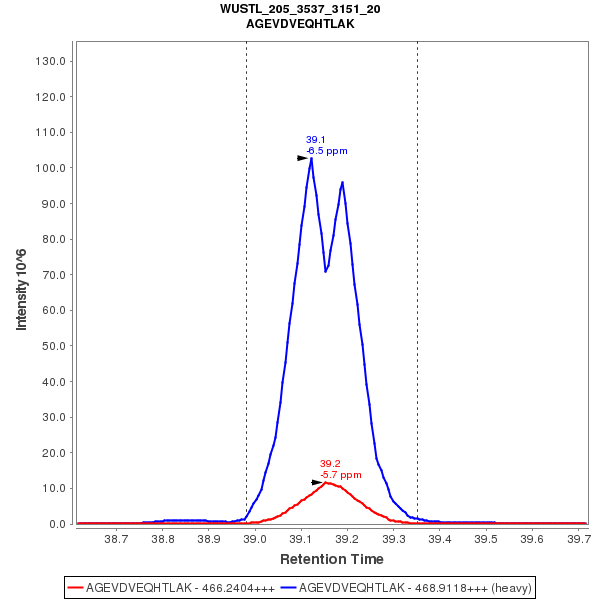 WUSTL_205_3537_3151_20
AGEVDVEQHTLAK
130.0
120.0
110.0
100.0
90.0
80.0
70.0
60.0
50.0
40.0
30.0
20.0
10.0
0.0
Intensity 10^6
39.1
-6.5 ppm
39.2
-5.7 ppm
38.7 38.8 38.9 39.0 39.1 39.2 39.3 39.4 39.5 39.6 39.7
Retention Time
AGEVDVEQHTLAK - 466.2404+++ AGEVDVEQHTLAK - 468.9118+++ (heavy)